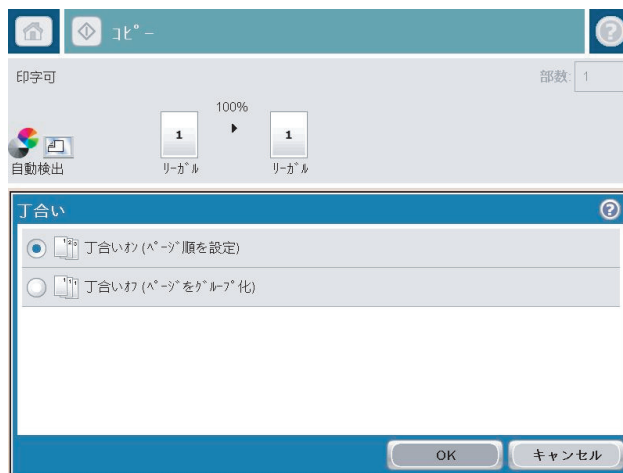 ｺﾋﾟｰ
印字可
部数: 1
100%
1 1
自動検出 ﾘｰｶﾞﾙ ﾘｰｶﾞﾙ
丁合い
丁合いｵﾝ (ﾍﾟｰｼﾞ順を設定)
丁合いｵﾌ (ﾍﾟｰｼﾞをｸﾞﾙｰﾌﾟ化)
OK キャンセル